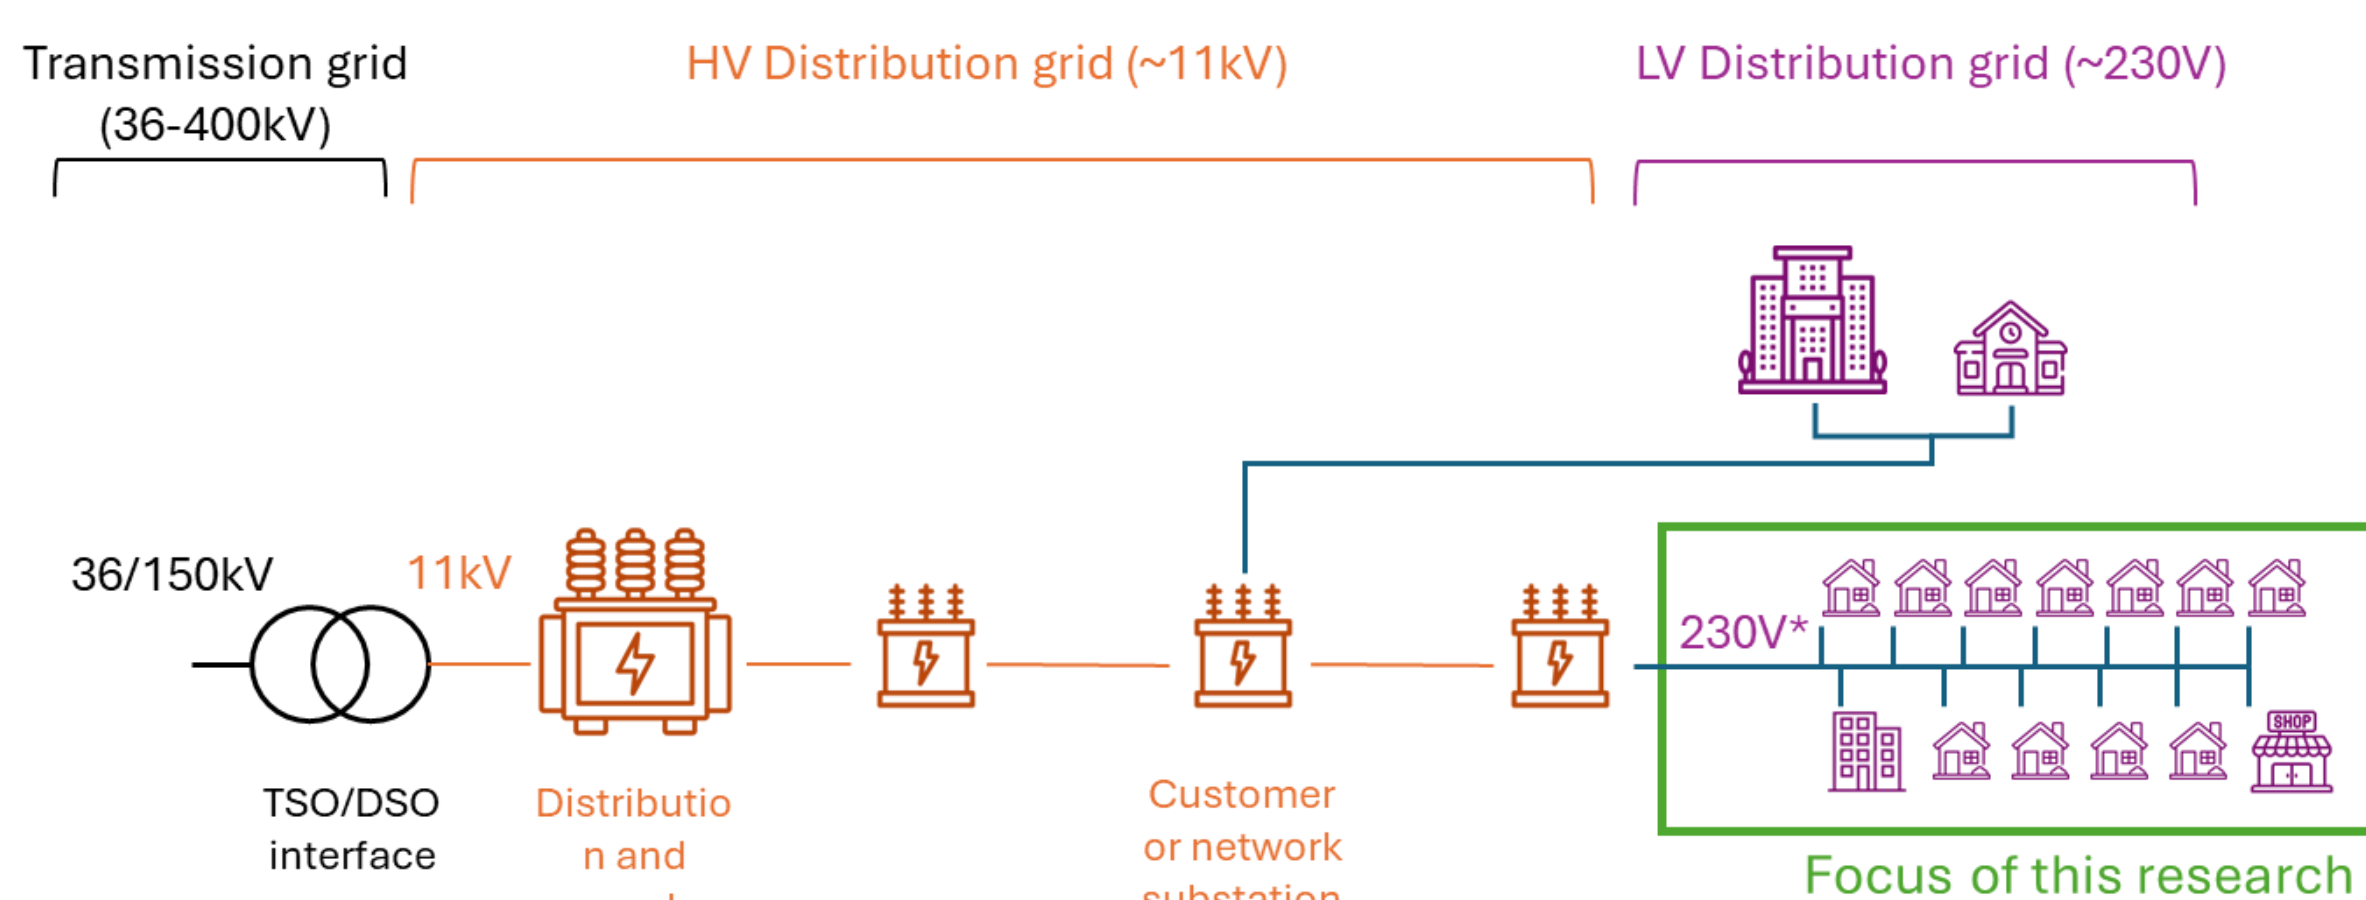 Transmission grid
(36-400kV)
HV Distribution grid (~11kV)
LV Distribution grid (~230V)
36/150kV
11kV
230V*
SHOP
TSO/DSO
interface
Distributio
n and
Customer
or network
substation
Focus of this research